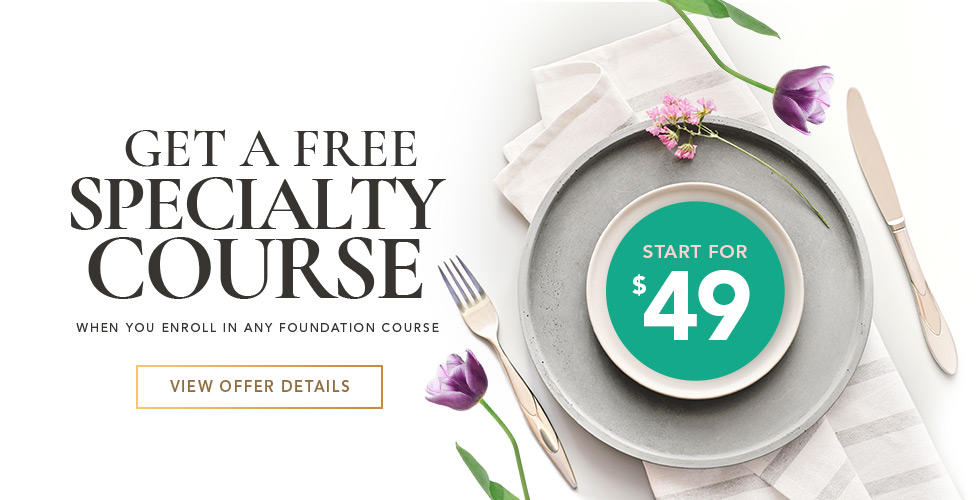 GET A FREE
SPECIALTY
COURSE
WHEN YOU ENROLL IN ANY FOUNDATION COURSE
VIEW OFFER DETAILS
START FOR
$49